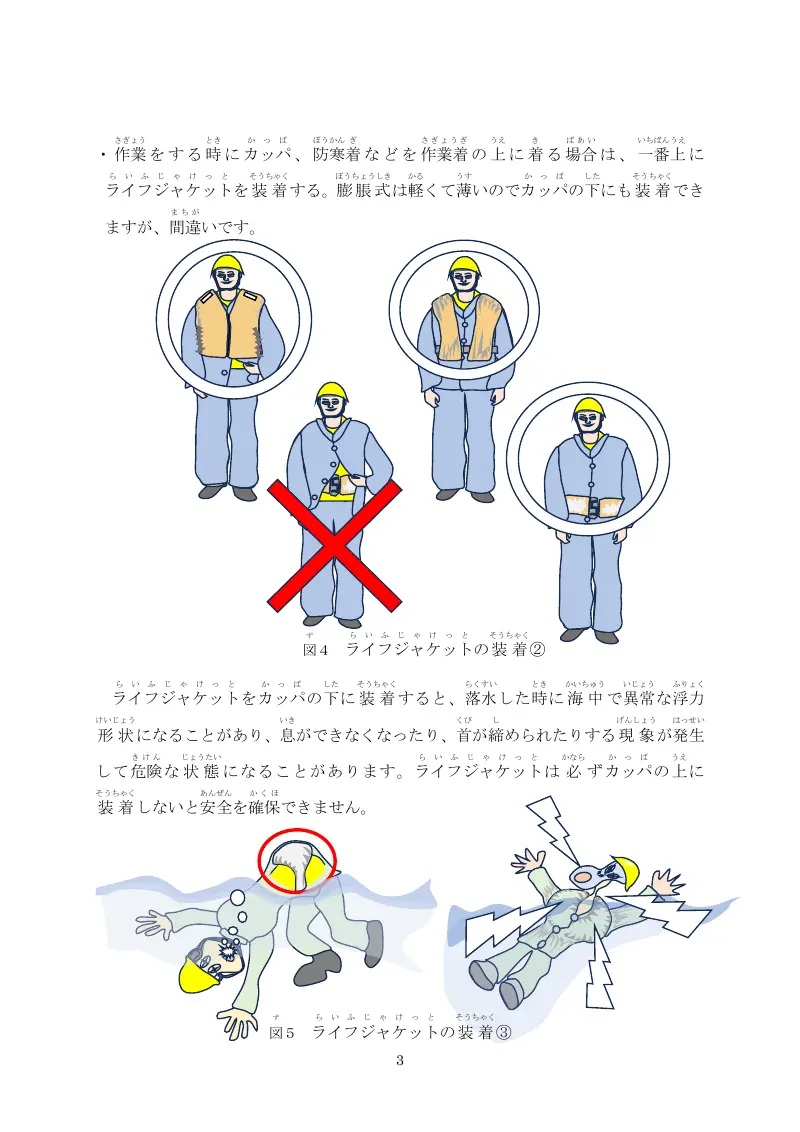 ・作業をする時にカッパ、防寒着などを作業着の上に着る場合は、一番上に
ライフジャケットを装着する。膨脹式は軽くて薄いのでカッパの下にも装着でき
ますが、間違いです。
図4 ライフジャケットの装着②
ライフジャケットをカッパの下に装着すると、落水した時に海中で異常な浮力
形状になることがあり、息ができなくなったり、首が締められたりする現象が発生
して危険な状態になることがあります。ライフジャケットは必ずカッパの上に
装着しないと安全を確保できません。
図5 ライフジャケットの装着③
3